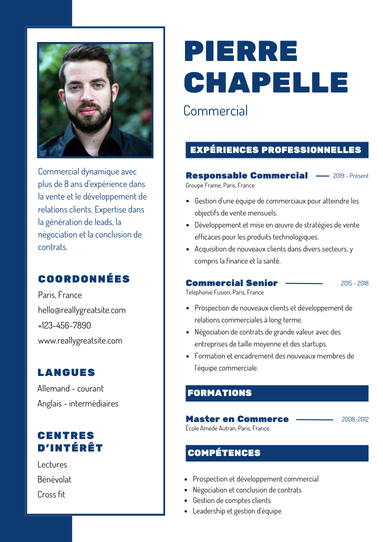 PIERRE
CHAPELLE
Commercial
Commercial dynamique avec
plus de 8 ans d'expérience dans
la vente et le développement de
relations clients. Expertise dans
la génération de leads, la
négociation et la conclusion de
contrats.
COORDONNÉES
Paris, France
hello@reallygreatsite.com
+123-456-7890
www.reallygreatsite.com
LANGUES
Allemand - courant
Anglais - intermédiaires
CENTRES
D'INTÉRÊT
Lectures
Bénévolat
Cross fit
EXPÉRIENCES PROFESSIONNELLES
Responsable Commercial 2019 - Présent
Groupe Frame, Paris, France
• Gestion d'une équipe de commerciaux pour atteindre les
objectifs de vente mensuels.
• Développement et mise en œuvre de stratégies de vente
efficaces pour les produits technologiques.
• Acquisition de nouveaux clients dans divers secteurs, y
compris la finance et la santé.
Commercial Senior 2015 - 2018
Téléphonie Fusion, Paris, France
• Prospection de nouveaux clients et développement de
relations commerciales à long terme.
• Négociation de contrats de grande valeur avec des
entreprises de taille moyenne et des startups.
• Formation et encadrement des nouveaux membres de
l'équipe commerciale.
FORMATIONS
Master en Commerce 2008-2012
École Amédé Autran, Paris, France
COMPÉTENCES
• Prospection et développement commercial
• Négociation et conclusion de contrats
• Gestion de comptes clients
• Leadership et gestion d'équipe